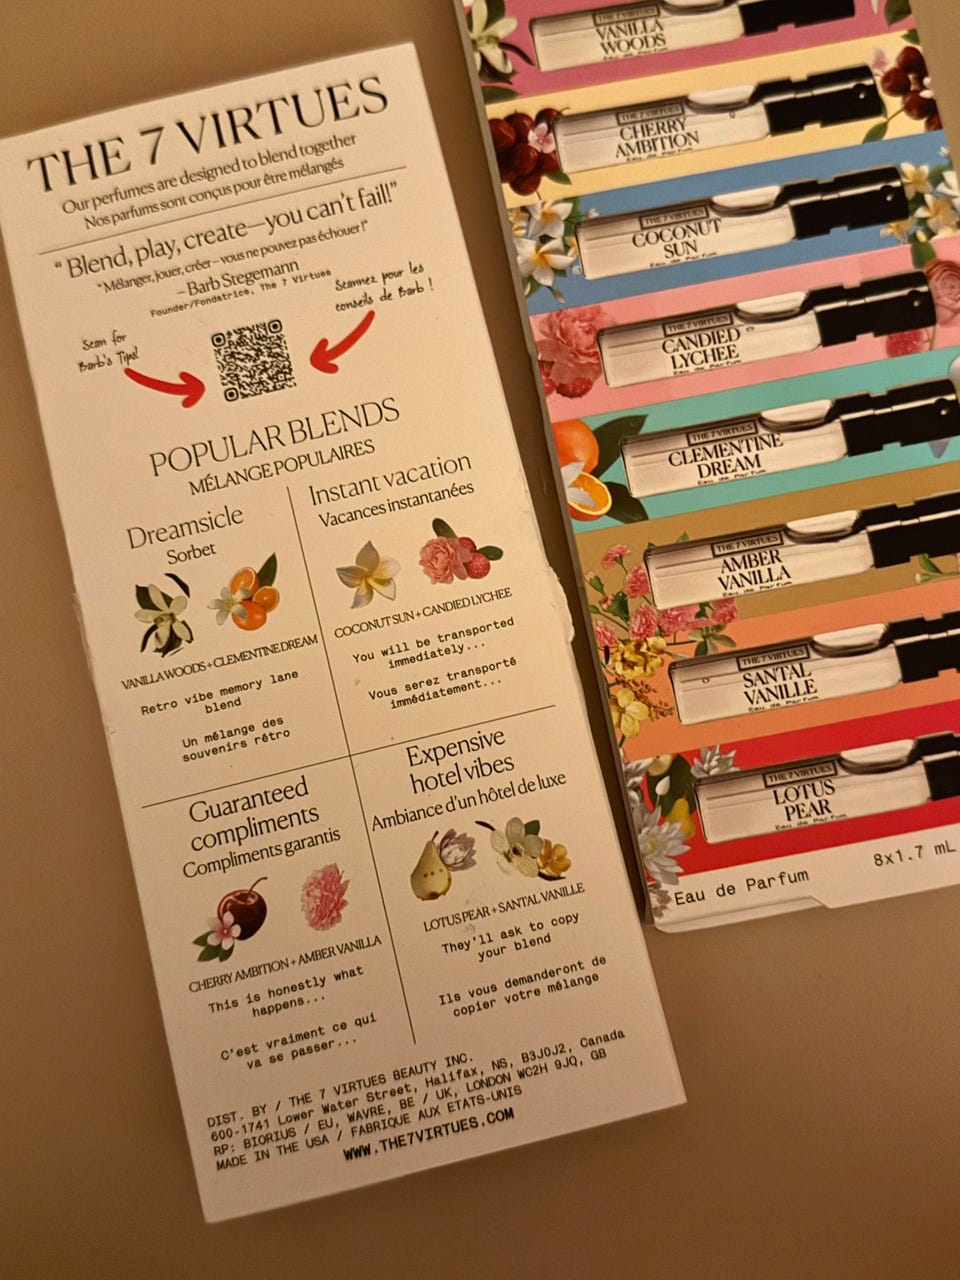 THE 7 VIRTUES
Our perfumes are designed to blend together
Nos parfums sont conçus pour être mélangés
“Blend, play, create—you can't fail!”
“Mélanger, jouer, créer – vous ne pouvez pas échouer !”
– Barb Stegemann
Founder/Fondatrice, The 7 Virtues
Scan for
Barb's Tips!
Scannez pour les
conseils de Barb !
POPULAR BLENDS
MÉLANGE POPULAIRES
Dreamsicle
Sorbet
VANILLA WOODS + CLEMENTINE DREAM
Retro vibe memory lane
blend
Un mélange des
souvenirs rétro
Instant vacation
Vacances instantanées
COCONUT SUN + CANDIED LYCHEE
You will be transported
immediately...
Vous serez transporté
immédiatement...
Guaranteed
compliments
Compliments garantis
CHERRY AMBITION + AMBER VANILLA
This is honestly what
happens...
C'est vraiment ce qui
va se passer...
Expensive
hotel vibes
Ambiance d'un hôtel de luxe
LOTUS PEAR + SANTAL VANILLE
They'll ask to copy
your blend
Ils vous demanderont de
copier votre mélange
DIST. BY / THE 7 VIRTUES BEAUTY INC.
600-1741 Lower Water Street, Halifax, NS, B3J0J2, Canada
RP: BIORIUS / EU, WAVRE, BE / UK, LONDON WC2H 9JQ, GB
MADE IN THE USA / FABRIQUE AUX ETATS-UNIS
WWW.THE7VIRTUES.COM
THE 7 VIRTUES
VANILLA
WOODS
Eau de Parfum
THE 7 VIRTUES
CHERRY
AMBITION
Eau de Parfum
THE 7 VIRTUES
COCONUT
SUN
Eau de Parfum
THE 7 VIRTUES
CANDIED
LYCHEE
Eau de Parfum
THE 7 VIRTUES
CLEMENTINE
DREAM
Eau de Parfum
THE 7 VIRTUES
AMBER
VANILLA
Eau de Parfum
THE 7 VIRTUES
SANTAL
VANILLE
Eau de Parfum
THE 7 VIRTUES
LOTUS
PEAR
Eau de Parfum
Eau de Parfum
8x1.7 mL